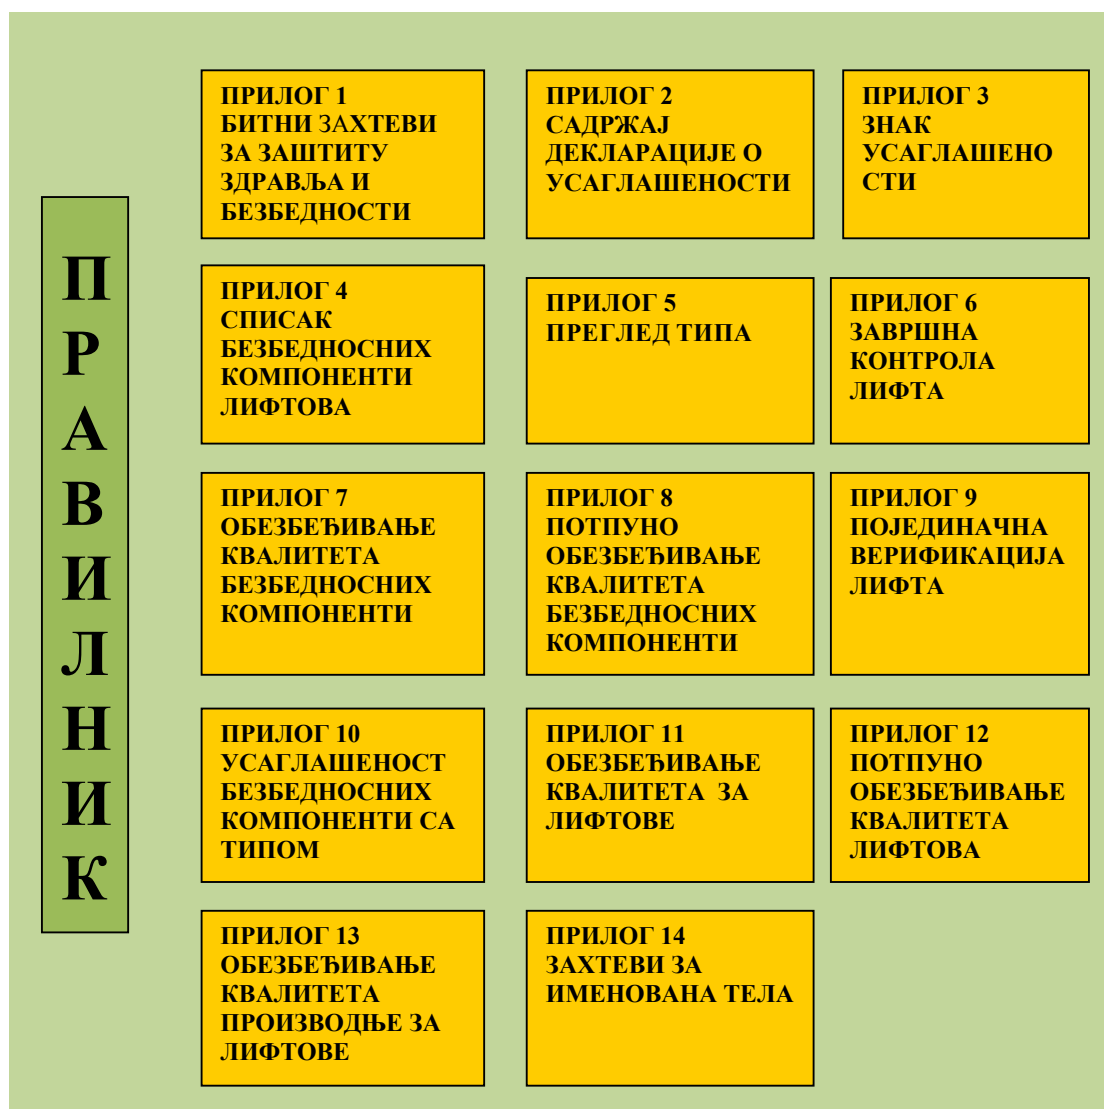 ПРАВИЛНИК
ПРИЛОГ 1
БИТНИ ЗАХТЕВИ
ЗА ЗАШТИТУ
ЗДРАВЉА И
БЕЗБЕДНОСТИ
ПРИЛОГ 2
САДРЖАЈ
ДЕКЛАРАЦИЈЕ О
УСАГЛАШЕНОСТИ
ПРИЛОГ 3
ЗНАК
УСАГЛАШЕНО
СТИ
ПРИЛОГ 4
СПИСАК
БЕЗБЕДНОСНИХ
КОМПОНЕНТИ
ЛИФТОВА
ПРИЛОГ 5
ПРЕГЛЕД ТИПА
ПРИЛОГ 6
ЗАВРШНА
КОНТРОЛА
ЛИФТА
ПРИЛОГ 7
ОБЕЗБЕЂИВАЊЕ
КВАЛИТЕТА
БЕЗБЕДНОСНИХ
КОМПОНЕНТИ
ПРИЛОГ 8
ПОТПУНО
ОБЕЗБЕЂИВАЊЕ
КВАЛИТЕТА
БЕЗБЕДНОСНИХ
КОМПОНЕНТИ
ПРИЛОГ 9
ПОЈЕДИНАЧНА
ВЕРИФИКАЦИЈА
ЛИФТА
ПРИЛОГ 10
УСАГЛАШЕНОСТ
БЕЗБЕДНОСНИХ
КОМПОНЕНТИ СА
ТИПОМ
ПРИЛОГ 11
ОБЕЗБЕЂИВАЊЕ
КВАЛИТЕТА ЗА
ЛИФТОВЕ
ПРИЛОГ 12
ПОТПУНО
ОБЕЗБЕЂИВАЊЕ
КВАЛИТЕТА
ЛИФТОВА
ПРИЛОГ 13
ОБЕЗБЕЂИВАЊЕ
КВАЛИТЕТА
ПРОИЗВОДЊЕ ЗА
ЛИФТОВЕ
ПРИЛОГ 14
ЗАХТЕВИ ЗА
ИМЕНОВАНА ТЕЛА